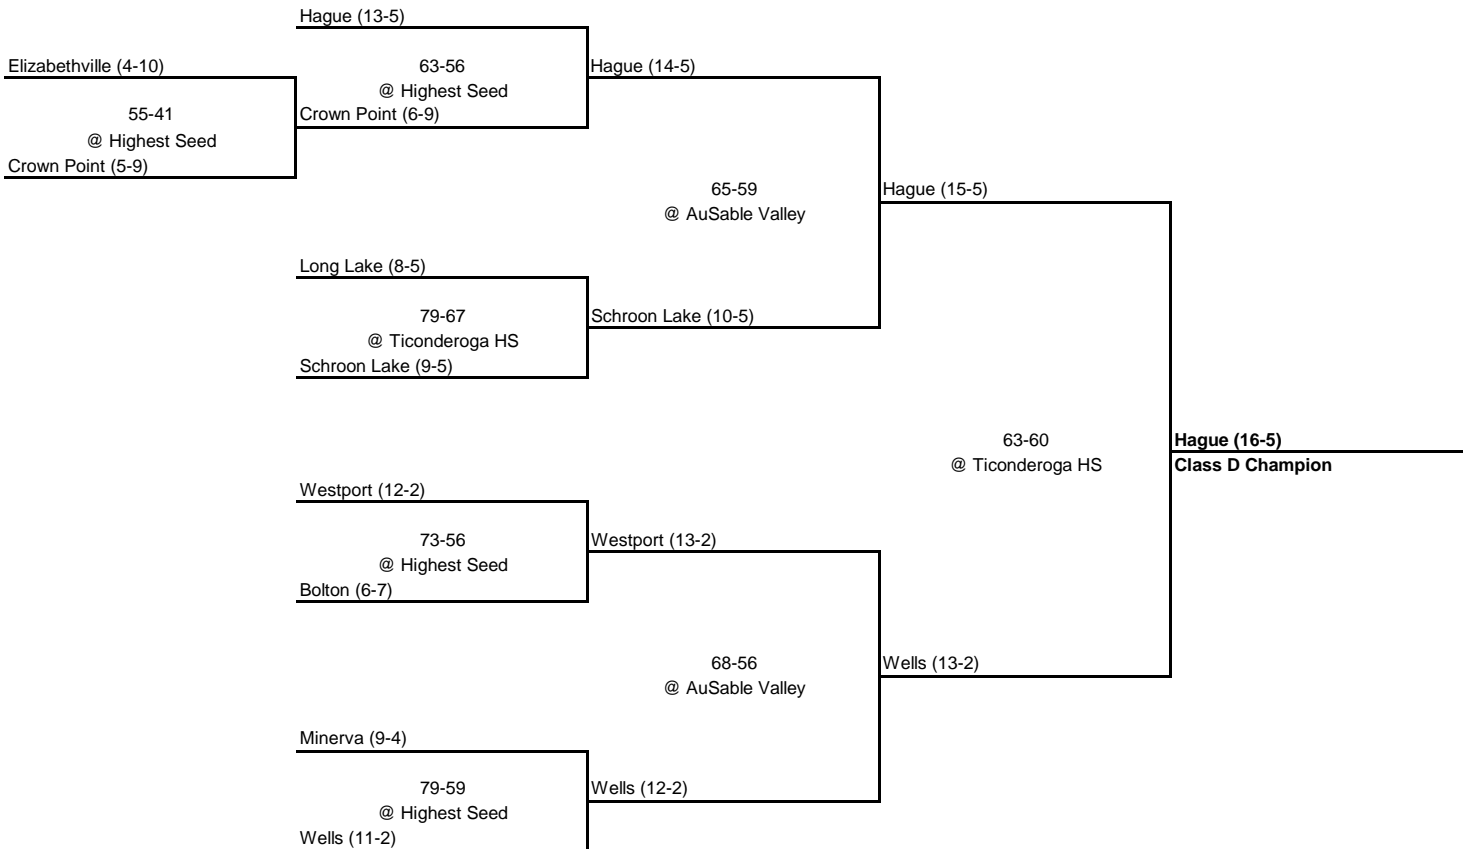 Hague (13-5)
Elizabethville (4-10)
63-56
@ Highest Seed
Hague (14-5)
55-41
@ Highest Seed
Crown Point (6-9)
Crown Point (5-9)
65-59
@ AuSable Valley
Hague (15-5)
Long Lake (8-5)
79-67
@ Ticonderoga HS
Schroon Lake (10-5)
Schroon Lake (9-5)
63-60
@ Ticonderoga HS
Hague (16-5)
Class D Champion
Westport (12-2)
73-56
@ Highest Seed
Westport (13-2)
Bolton (6-7)
68-56
@ AuSable Valley
Wells (13-2)
Minerva (9-4)
79-59
@ Highest Seed
Wells (12-2)
Wells (11-2)